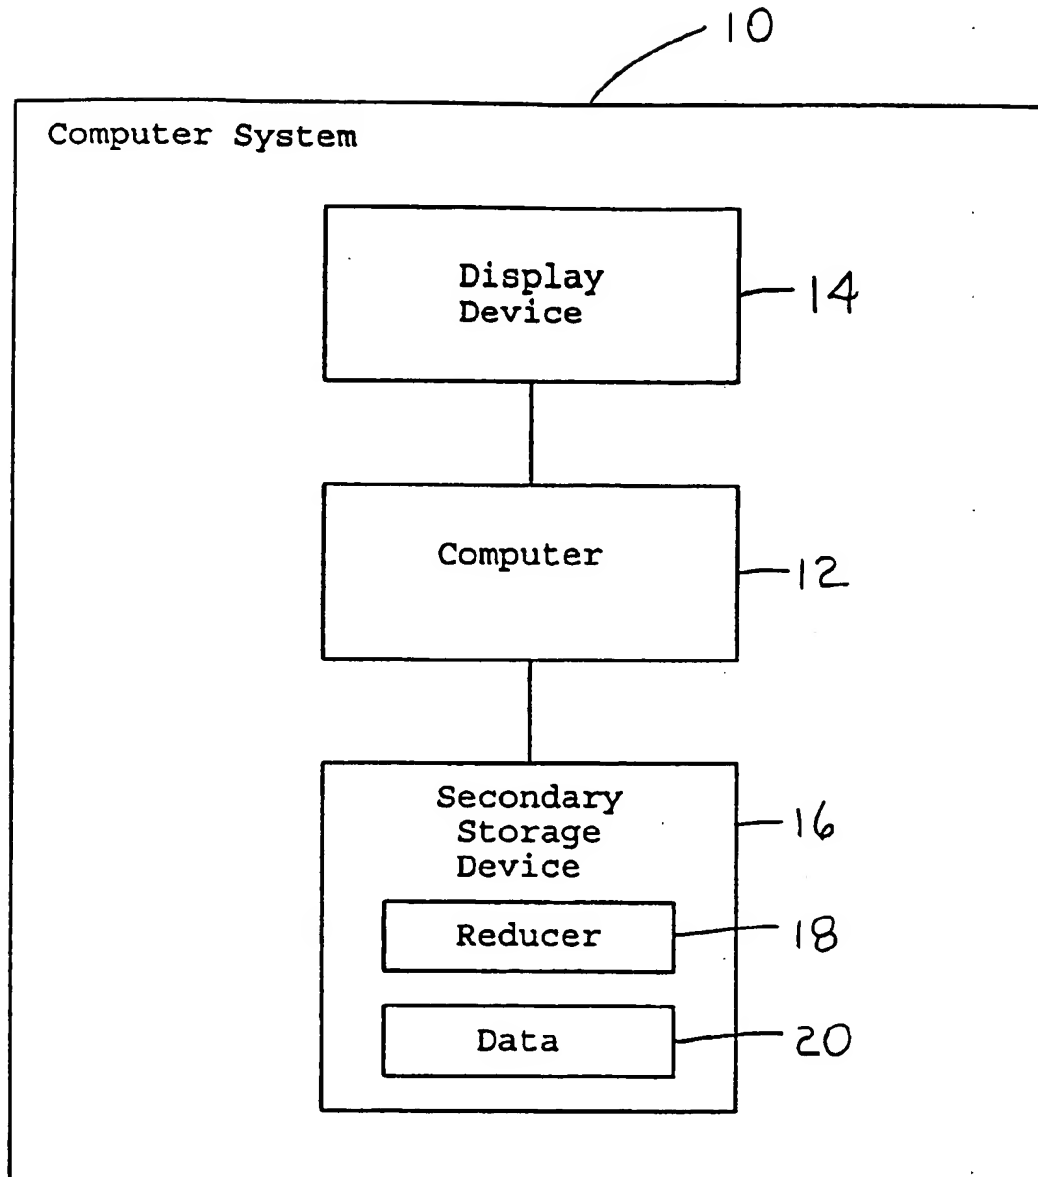 10
Computer System
Display
Device
14
Computer
12
Secondary
Storage
Device
16
Reducer
18
Data
20